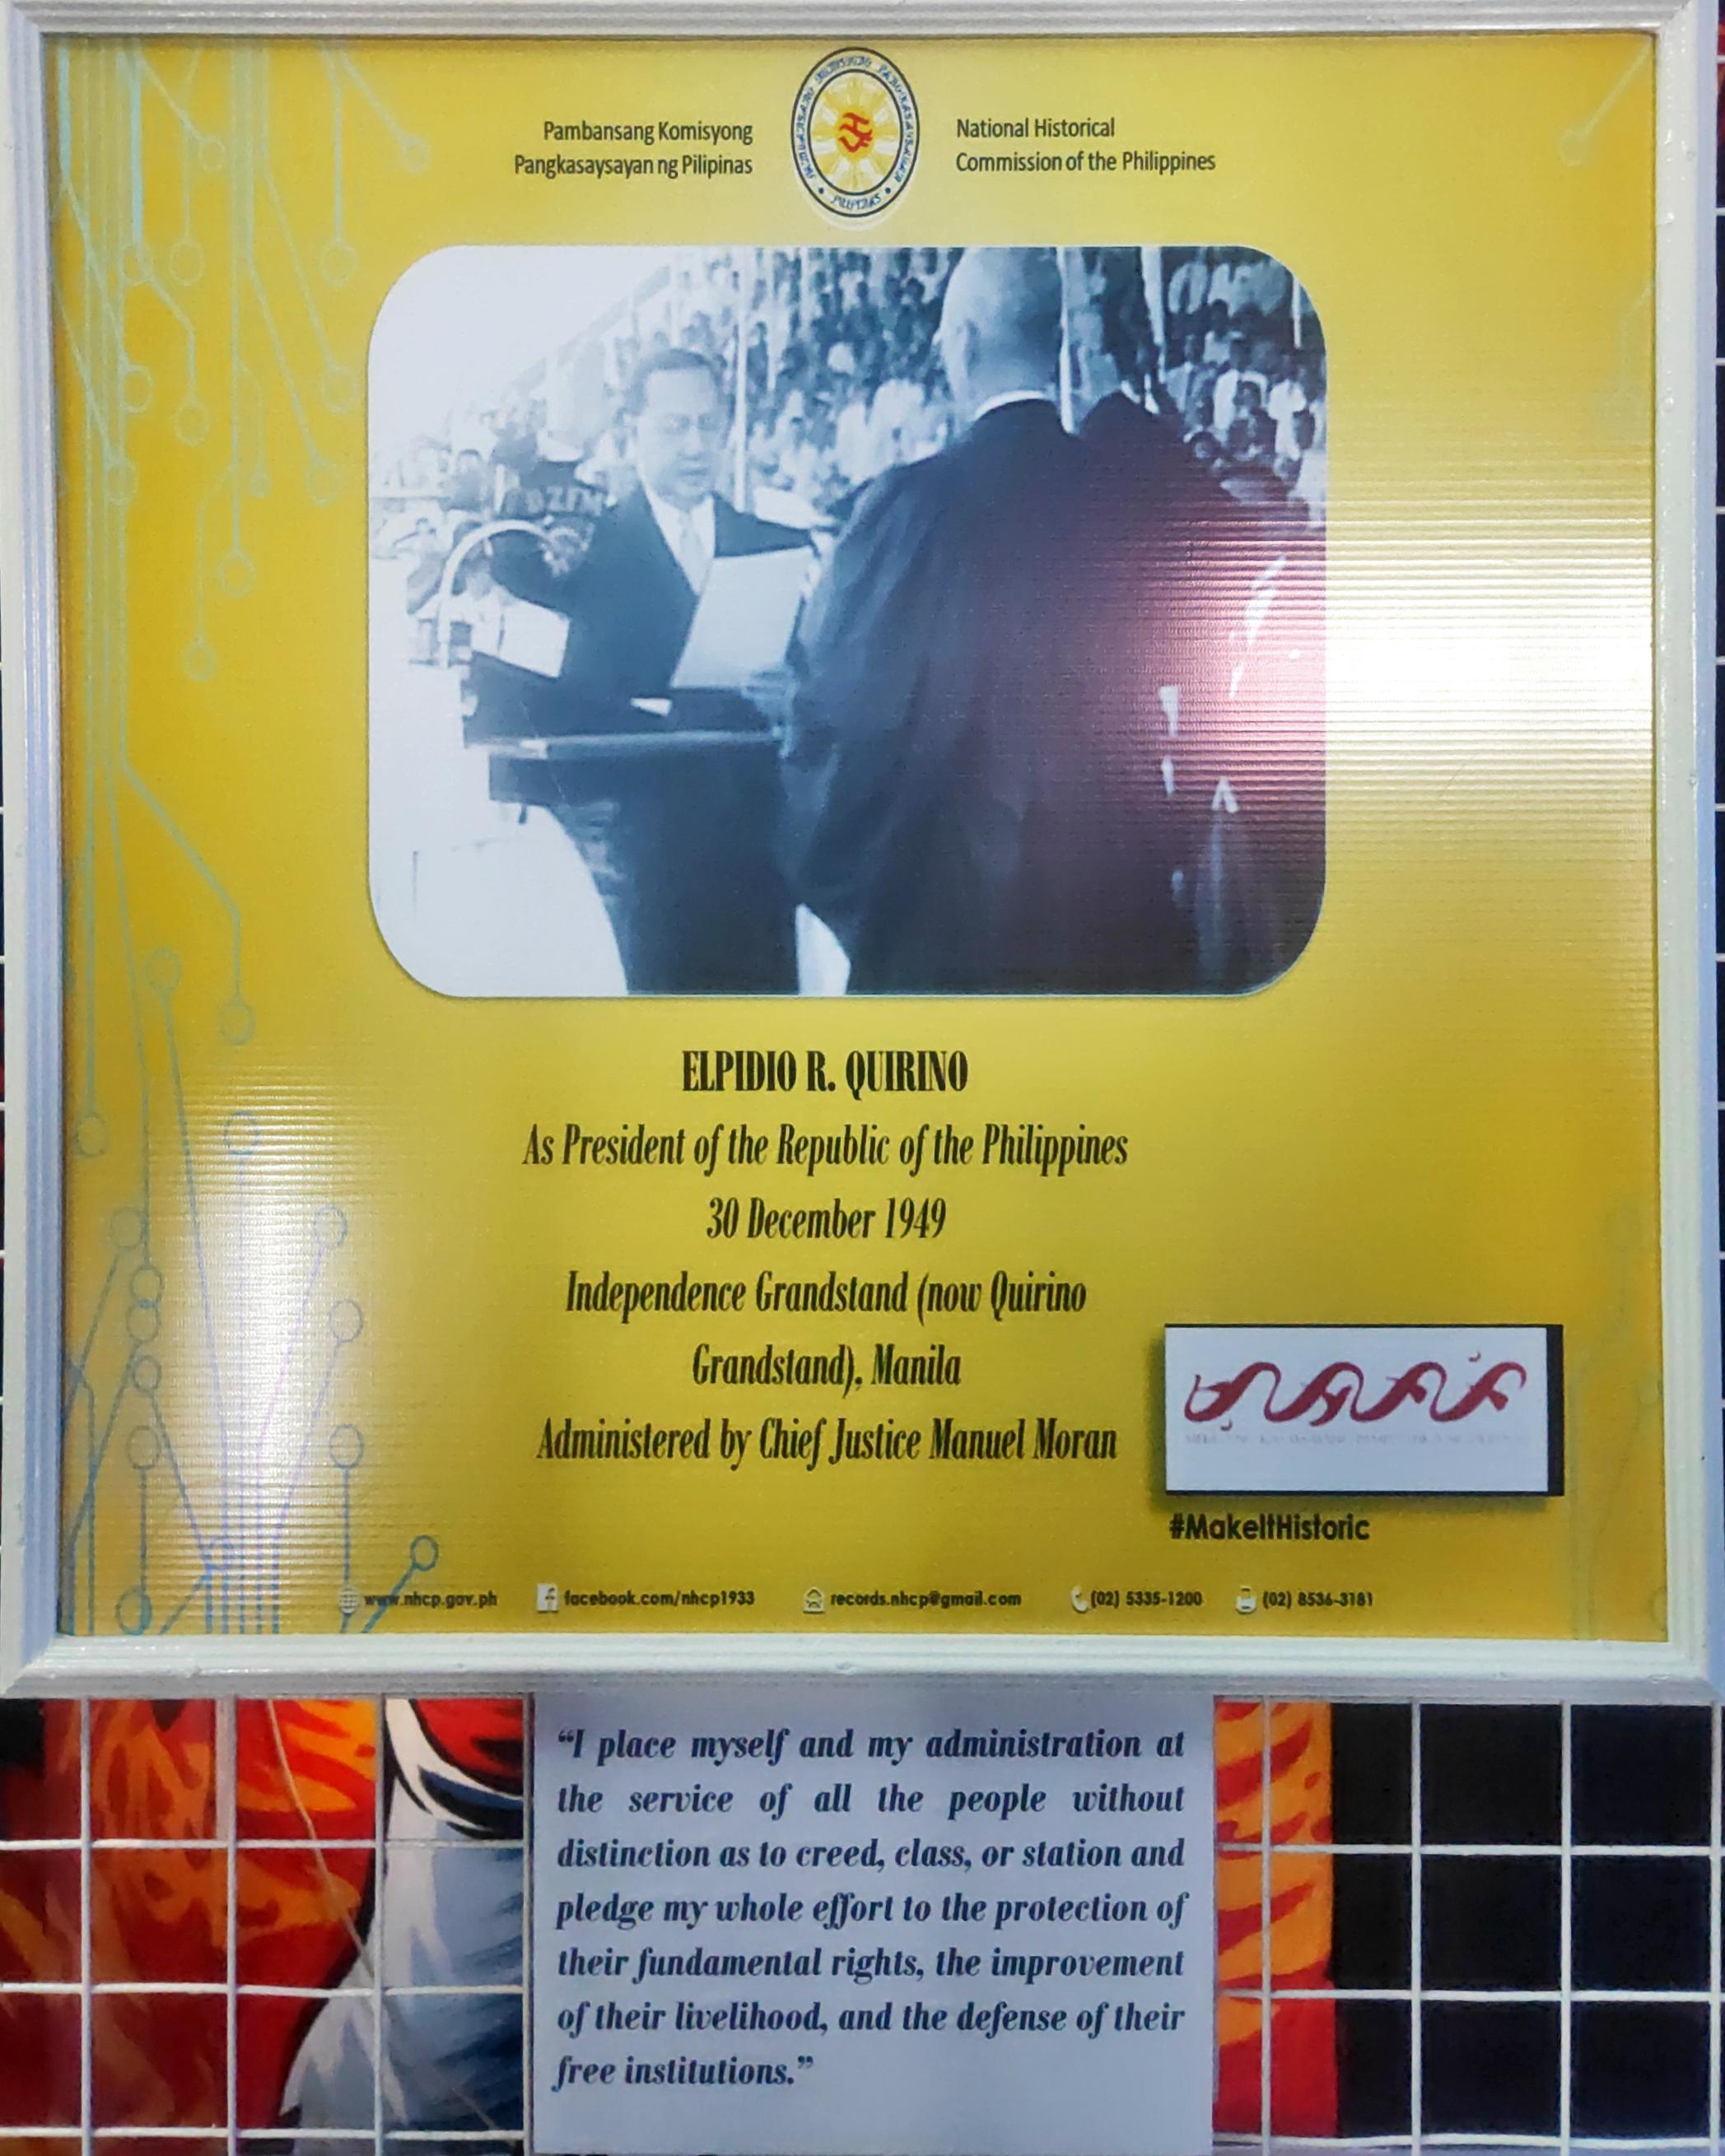 Pambansang Komisyong
Pangkasaysayan ng Pilipinas
National Historical
Commission of the Philippines
ELPIDIO R. QUIRINO
As President of the Republic of the Philippines
30 December 1949
Independence Grandstand (now Quirino
Grandstand), Manila
Administered by Chief Justice Manuel Moran
#MakeItHistoric
www.nhcp.gov.ph facebook.com/nhcp1933 records.nhcp@gmail.com (02) 5335-1200 (02) 8536-3181
“I place myself and my administration at
the service of all the people without
distinction as to creed, class, or station and
pledge my whole effort to the protection of
their fundamental rights, the improvement
of their livelihood, and the defense of their
free institutions.”